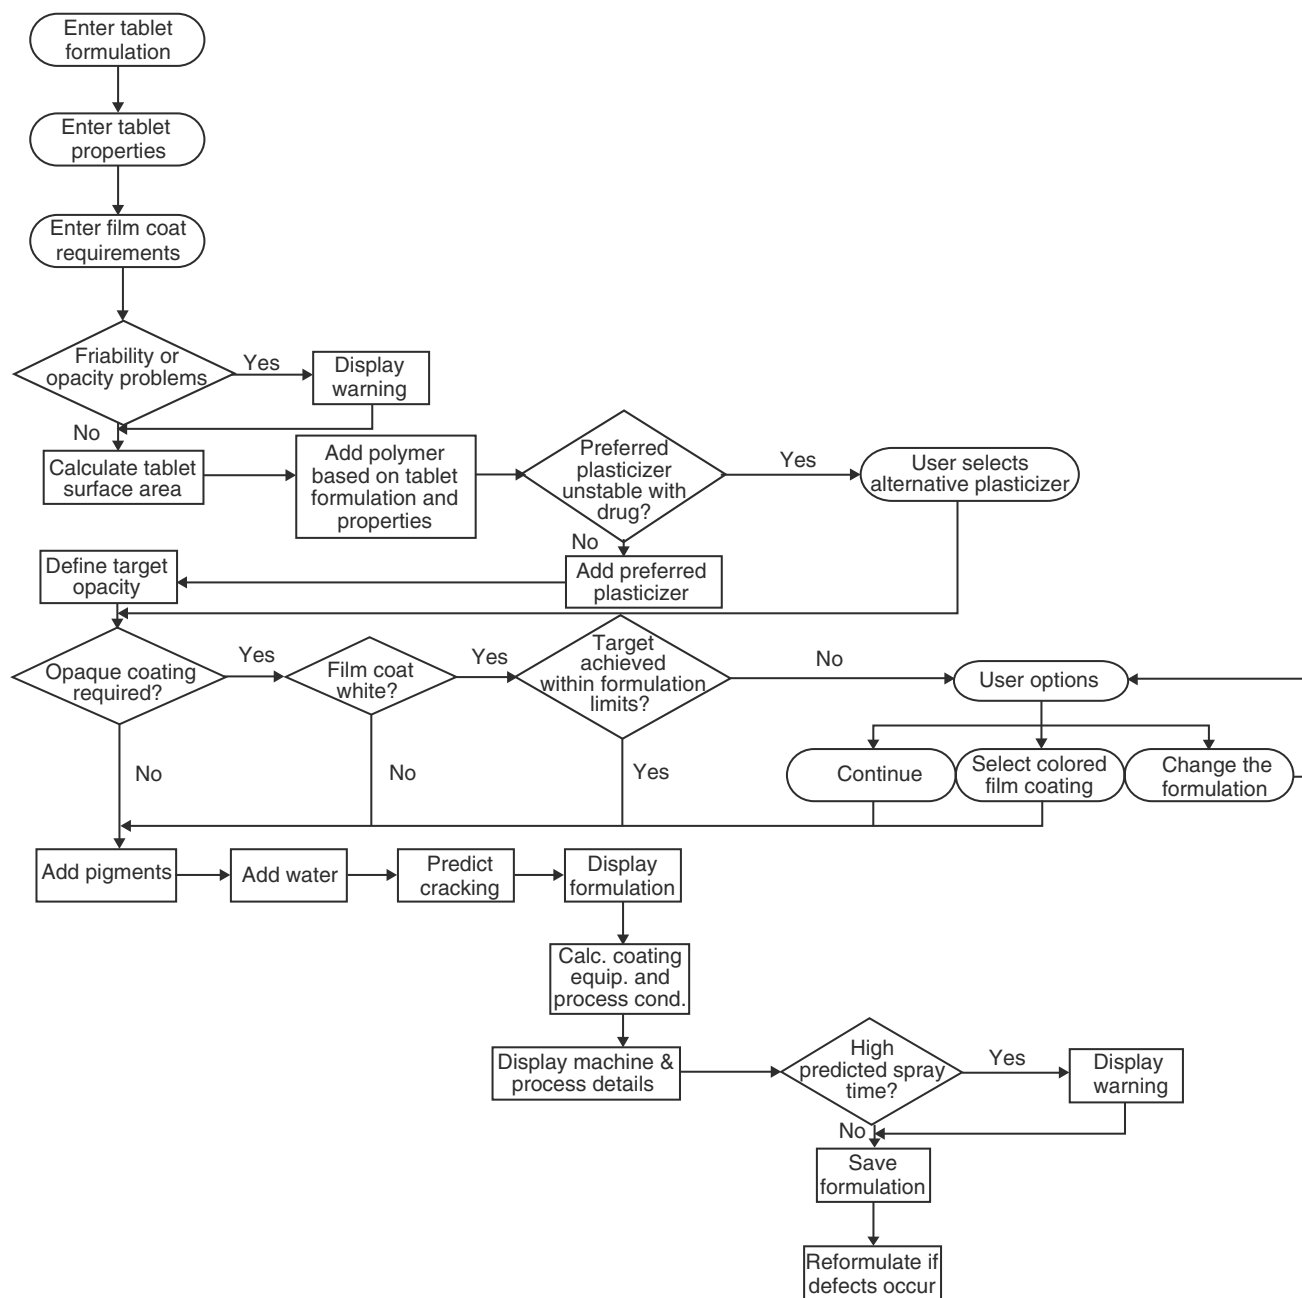 Enter tablet
formulation
Enter tablet
properties
Enter film coat
requirements
Friability or
opacity problems
Yes
Display
warning
No
Calculate tablet
surface area
Add polymer
based on tablet
formulation and
properties
Preferred
plasticizer
unstable with
drug?
Yes
User selects
alternative plasticizer
No
Add preferred
plasticizer
Define target
opacity
Opaque coating
required?
Yes
Film coat
white?
Yes
Target
achieved
within formulation
limits?
No
User options
No
No
Yes
Continue
Select colored
film coating
Change the
formulation
Add pigments
Add water
Predict
cracking
Display
formulation
Calc. coating
equip. and
process cond.
Display machine &
process details
High
predicted spray
time?
Yes
Display
warning
No
Save
formulation
Reformulate if
defects occur